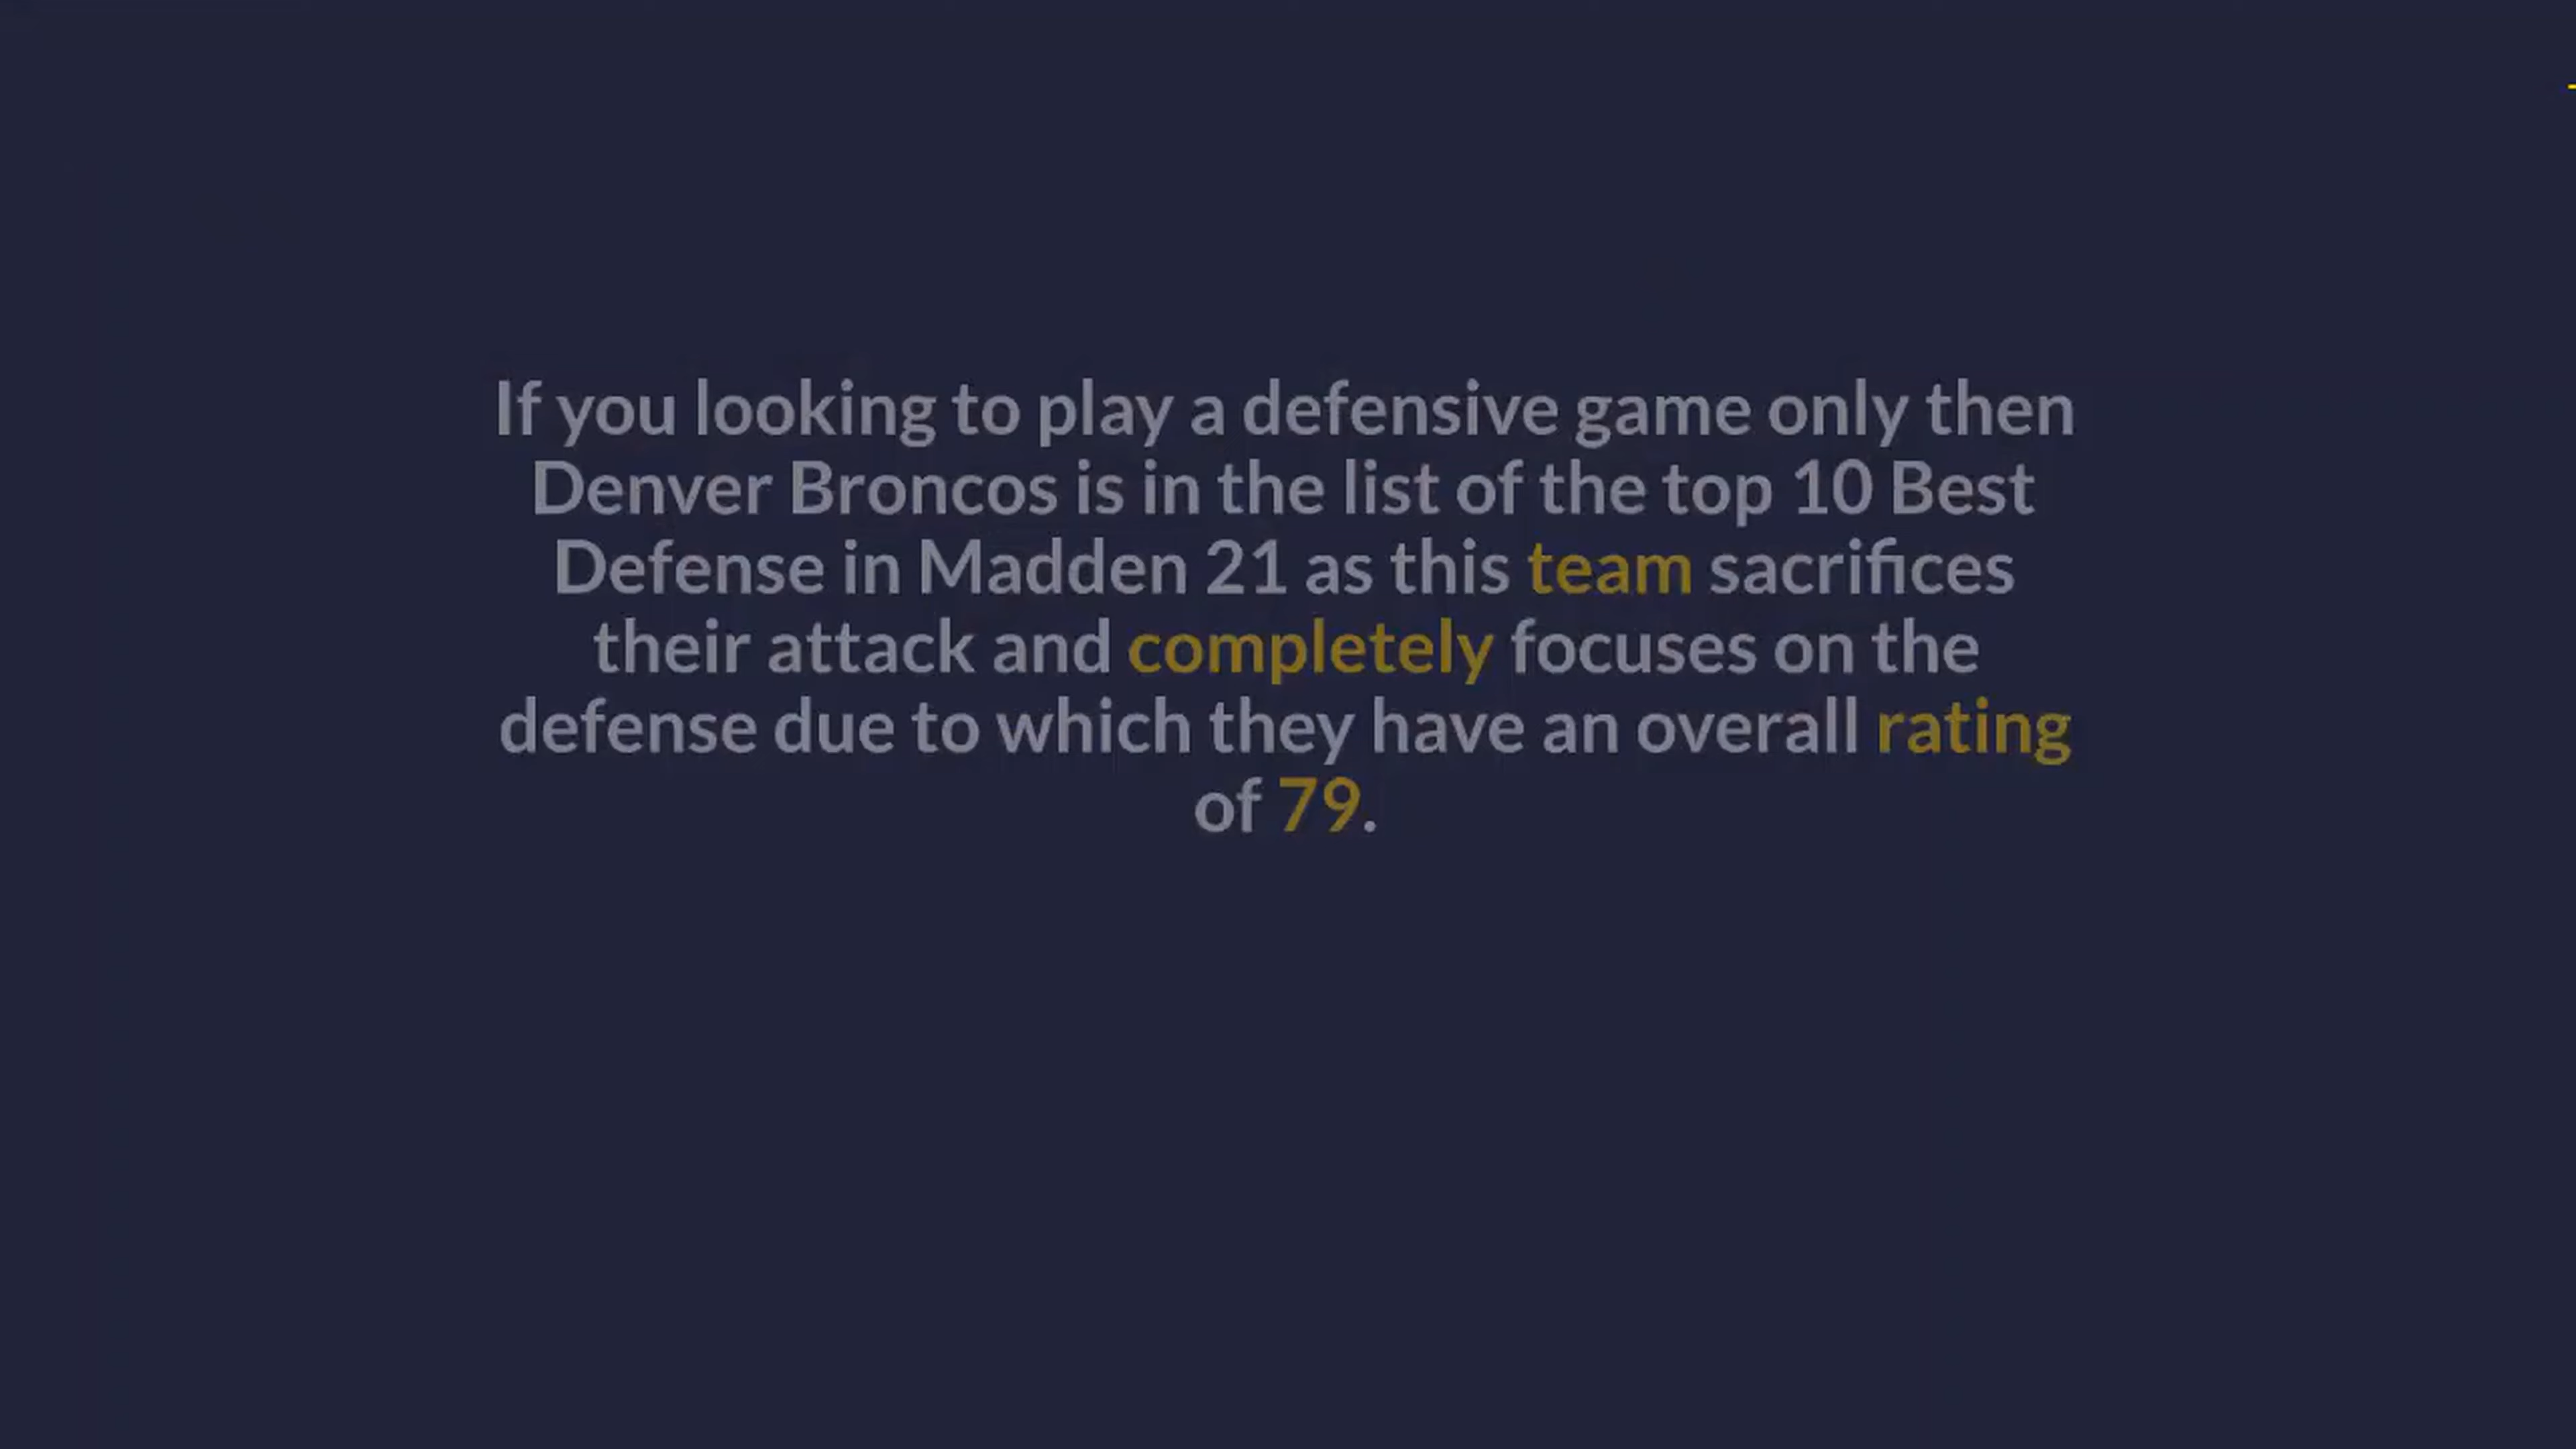 If you looking to play a defensive game only then
Denver Broncos is in the list of the top 10 Best
Defense in Madden 21 as this team sacrifices
their attack and completely focuses on the
defense due to which they have an overall rating
of 79.